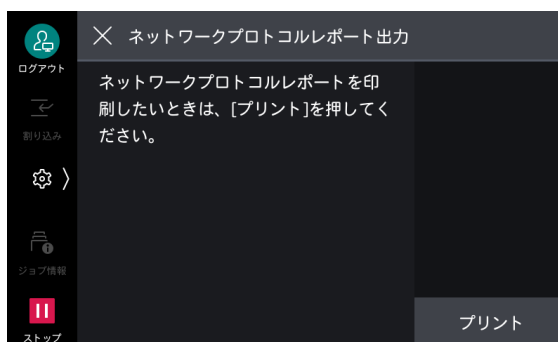 ログアウト
ネットワークプロトコルレポート出力
ネットワークプロトコルレポートを印
刷したいときは、[プリント]を押してく
ださい。
割り込み
ジョブ情報
ストップ
プリント